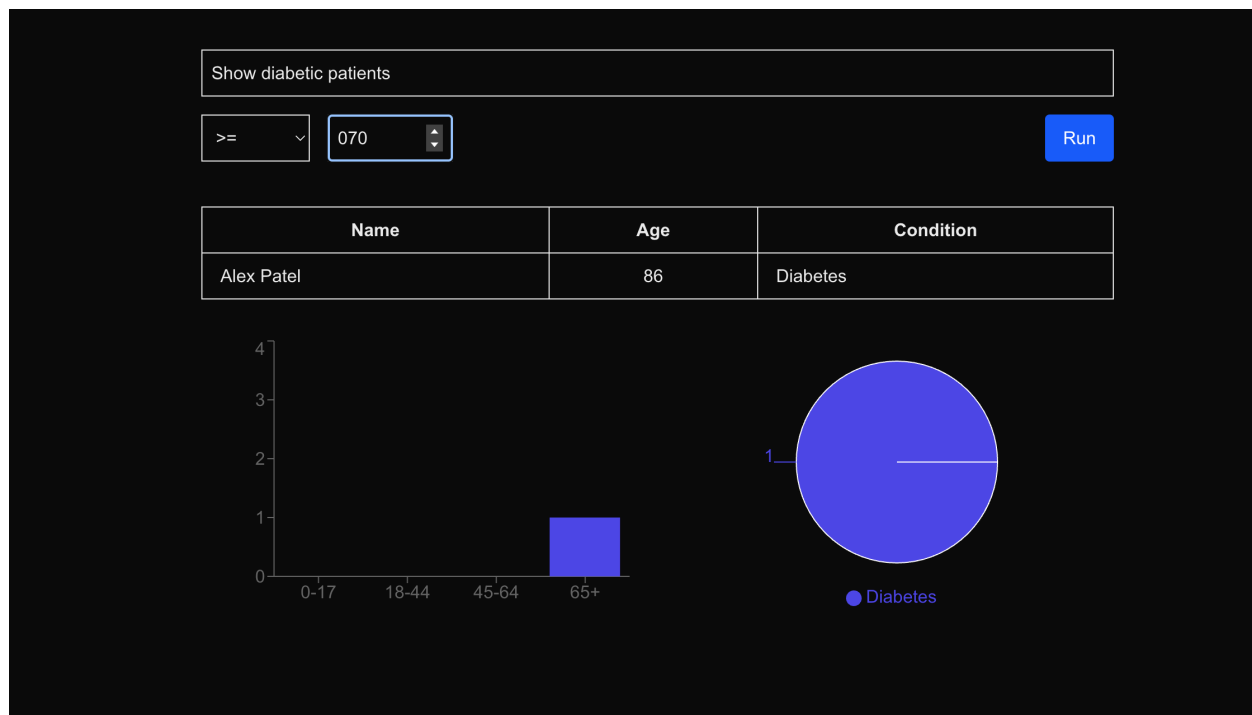 Show diabetic patients
>= 070 Run
Name Age Condition
Alex Patel 86 Diabetes
4
3
2
1
0
0-17 18-44 45-64 65+
1
Diabetes